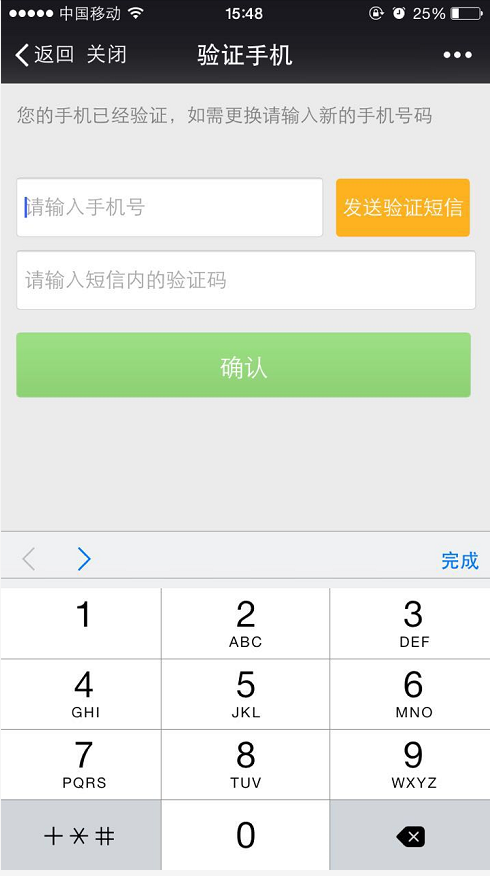 中国移动 15:48 25%
返回 关闭 验证手机 •••
您的手机已经验证，如需更换请输入新的手机号码
请输入手机号 发送验证短信
请输入短信内的验证码
确认
完成
1 2 3
ABC DEF
4 5 6
GHI JKL MNO
7 8 9
PQRS TUV WXYZ
＋＊＃ 0